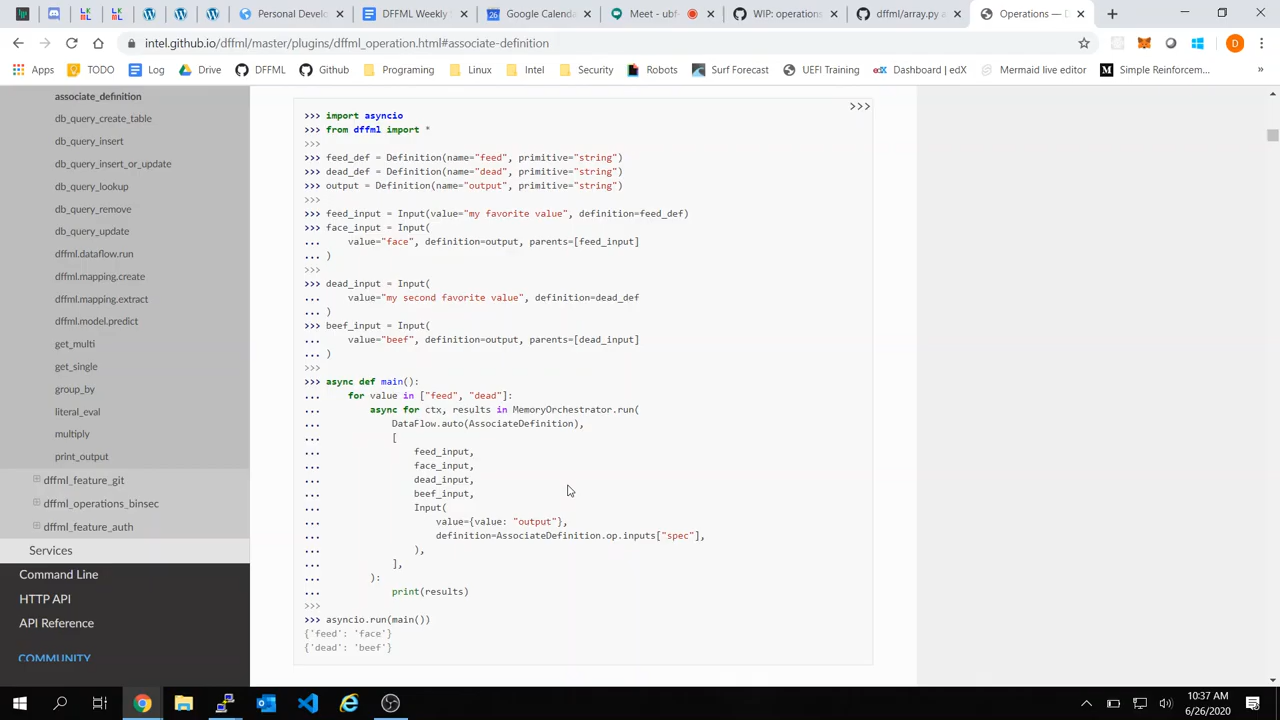 Personal Devel
DFFML Weekly
Google Calenda
Meet - ubf-
WIP: operation
dffml/array.py a
Operations — D
intel.github.io/dffml/master/plugins/dffml_operation.html#associate-definition
D
Apps
TODO
Log
Drive
DFFML
Github
Programing
Linux
Intel
Security
Robots
Surf Forecast
UEFI Training
Dashboard | edX
Mermaid live editor
Simple Reinforcem...
»
associate_definition
db_query_create_table
db_query_insert
db_query_insert_or_update
db_query_lookup
db_query_remove
db_query_update
dffml.dataflow.run
dffml.mapping.create
dffml.mapping.extract
dffml.model.predict
get_multi
get_single
group_by
literal_eval
multiply
print_output
dffml_feature_git
dffml_operations_binsec
dffml_feature_auth
Services
Command Line
HTTP API
API Reference
COMMUNITY
>>>
>>> import asyncio
>>> from dffml import *
>>>
>>> feed_def = Definition(name="feed", primitive="string")
>>> dead_def = Definition(name="dead", primitive="string")
>>> output = Definition(name="output", primitive="string")
>>>
>>> feed_input = Input(value="my favorite value", definition=feed_def)
>>> face_input = Input(
...     value="face", definition=output, parents=[feed_input]
... )
>>>
>>> dead_input = Input(
...     value="my second favorite value", definition=dead_def
... )
>>> beef_input = Input(
...     value="beef", definition=output, parents=[dead_input]
... )
>>>
>>> async def main():
...     for value in ["feed", "dead"]:
...         async for ctx, results in MemoryOrchestrator.run(
...             DataFlow.auto(AssociateDefinition),
...             [
...                 feed_input,
...                 face_input,
...                 dead_input,
...                 beef_input,
...                 Input(
...                     value={value: "output"},
...                     definition=AssociateDefinition.op.inputs["spec"],
...                 ),
...             ],
...         ):
...             print(results)
>>>
>>> asyncio.run(main())
{'feed': 'face'}
{'dead': 'beef'}
10:37 AM
6/26/2020